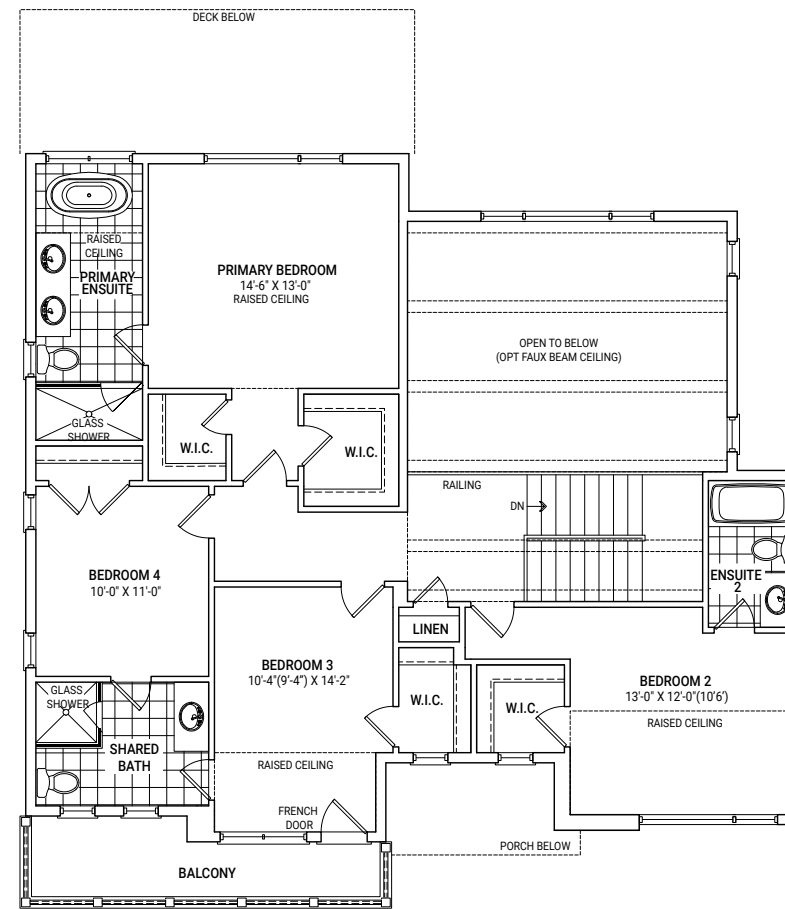 DECK BELOW
RAISED
CEILING
PRIMARY
ENSUITE
PRIMARY BEDROOM
14'-6" X 13'-0"
RAISED CEILING
OPEN TO BELOW
(OPT FAUX BEAM CEILING)
GLASS
SHOWER
W.I.C.
W.I.C.
RAILING
DN
BEDROOM 4
10'-0" X 11'-0"
ENSUITE
2
LINEN
BEDROOM 3
10'-4"(9'-4") X 14'-2"
BEDROOM 2
13'-0" X 12'-0"(10'6')
RAISED CEILING
GLASS
SHOWER
W.I.C.
W.I.C.
SHARED
BATH
RAISED CEILING
FRENCH
DOOR
PORCH BELOW
BALCONY